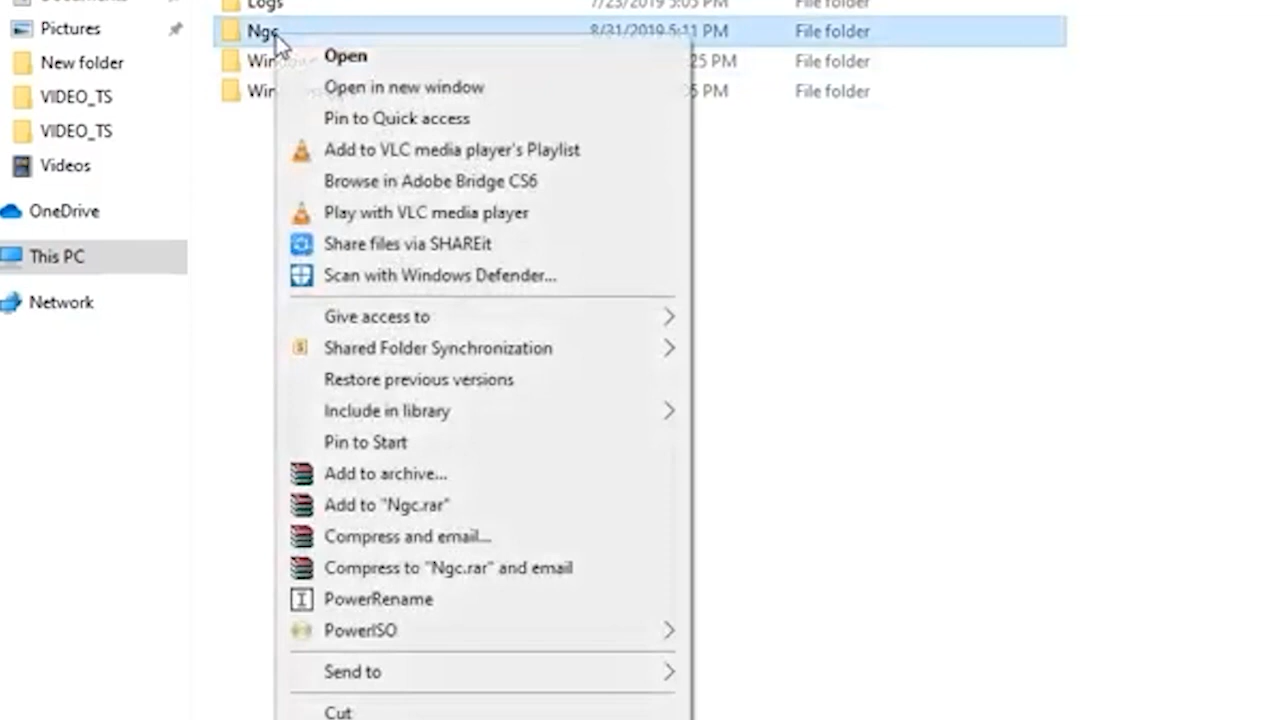 Documents
Pictures
New folder
VIDEO_TS
VIDEO_TS
Videos
OneDrive
This PC
Network
Logs 7/23/2019 5:05 PM File folder
Ngc 8/31/2019 5:11 PM File folder
25 PM File folder
5 PM File folder
Open
Open in new window
Pin to Quick access
Add to VLC media player's Playlist
Browse in Adobe Bridge CS6
Play with VLC media player
Share files via SHAREit
Scan with Windows Defender...
Give access to
Shared Folder Synchronization
Restore previous versions
Include in library
Pin to Start
Add to archive...
Add to "Ngc.rar"
Compress and email...
Compress to "Ngc.rar" and email
PowerRename
PowerISO
Send to
Cut